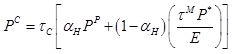 P^C = τ_C [ α_H P^P + (1 − α_H) ( τ^M P^* / E ) ]